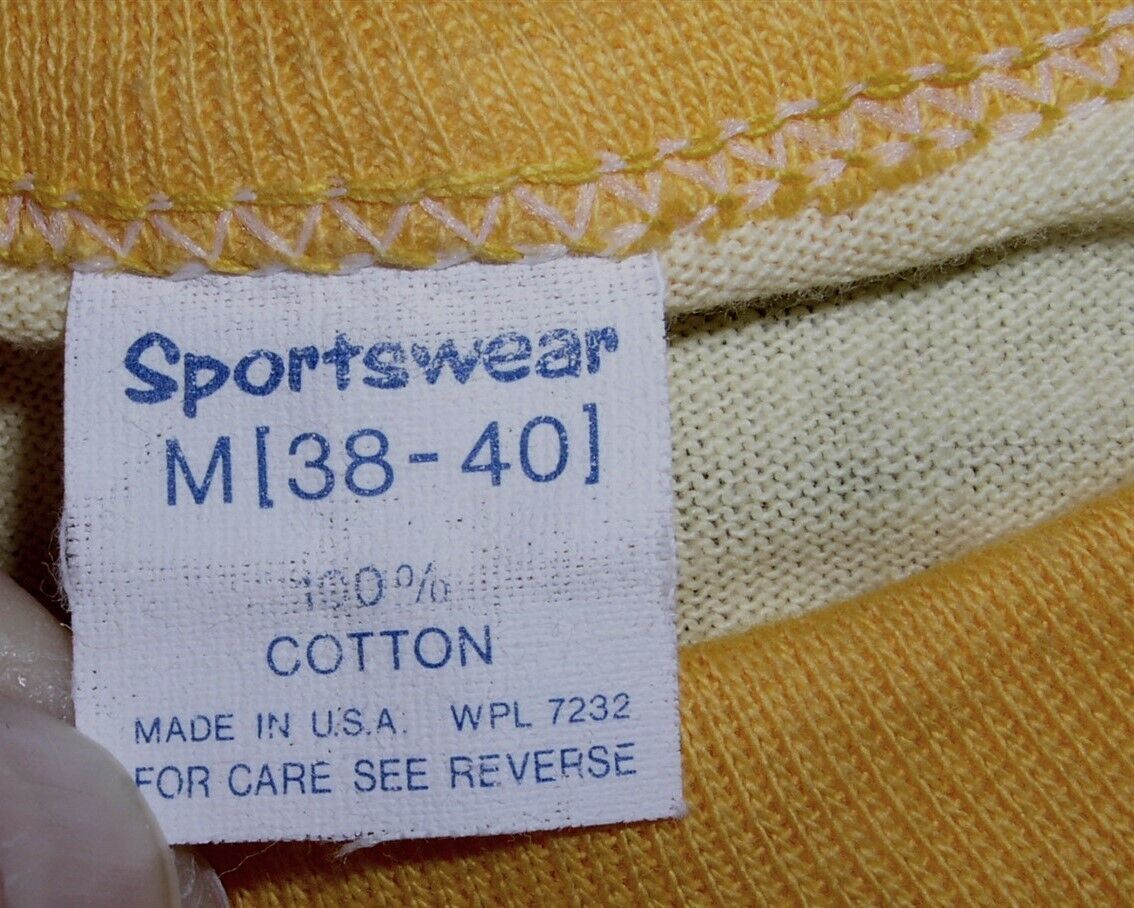 Sportswear
M[38-40]
100%
COTTON
MADE IN U.S.A. WPL 7232
FOR CARE SEE REVERSE